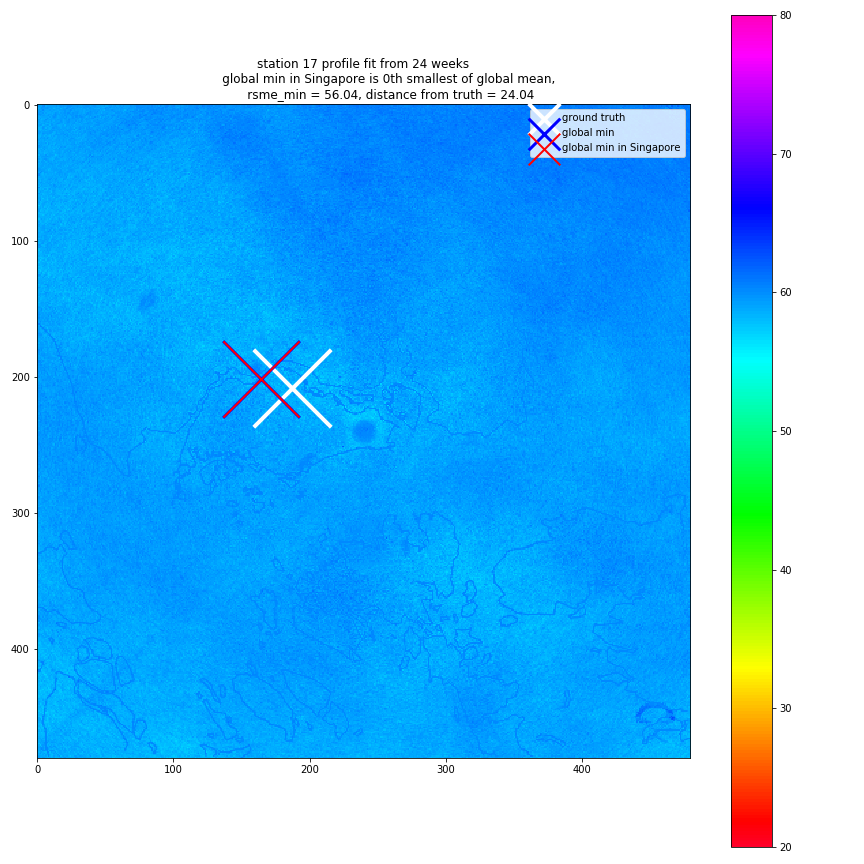 station 17 profile fit from 24 weeks
global min in Singapore is 0th smallest of global mean,
rsme_min = 56.04, distance from truth = 24.04
ground truth
global min
global min in Singapore
0
100
200
300
400
0
100
200
300
400
80
70
60
50
40
30
20